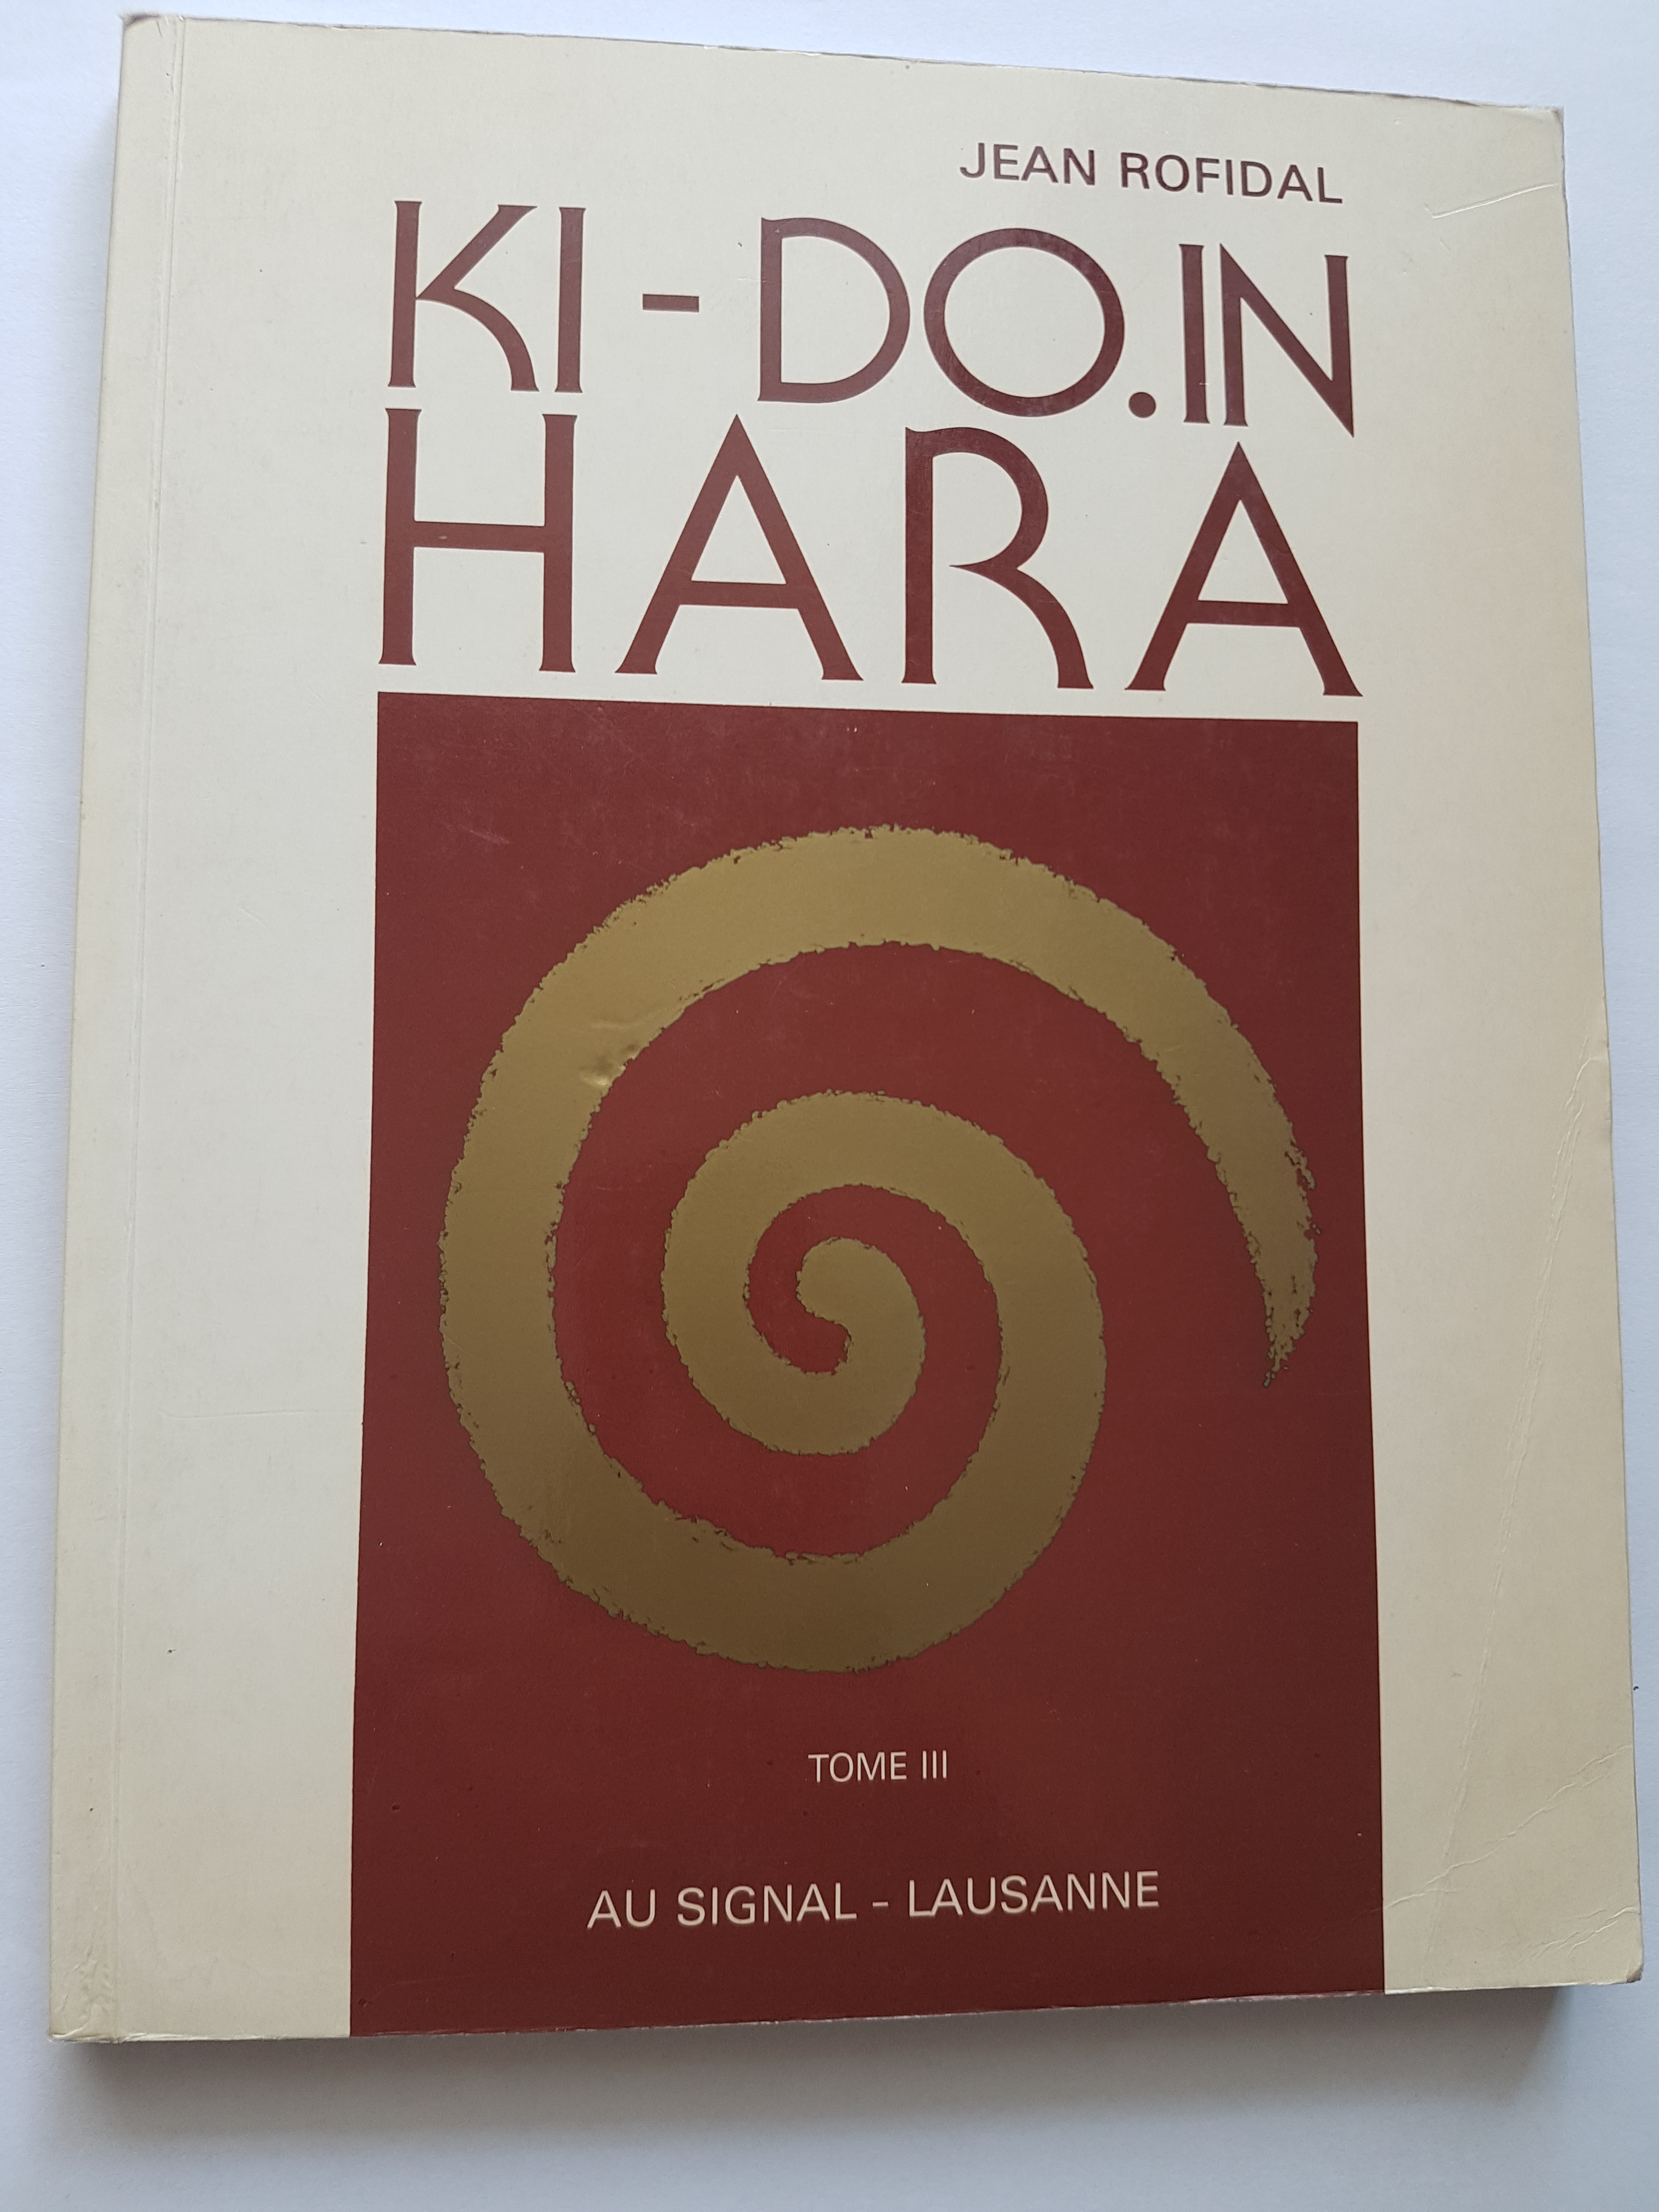 JEAN ROFIDAL
KI - DO.IN
HARA
TOME III
AU SIGNAL - LAUSANNE